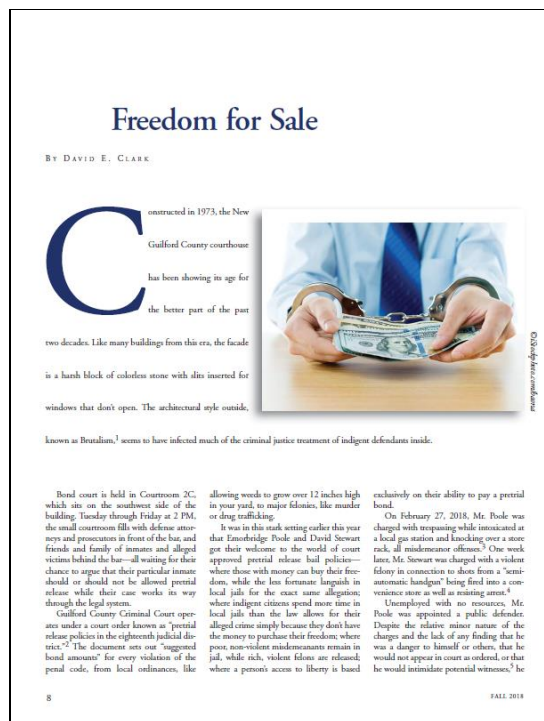 Freedom for Sale
BY DAVID E. CLARK
Constructed in 1973, the New
Guilford County courthouse
has been showing its age for
the better part of the past
two decades. Like many buildings from this era, the facade
is a harsh block of colorless stone with slits inserted for
windows that don't open. The architectural style outside,
known as Brutalism,1 seems to have infected much of the criminal justice treatment of indigent defendants inside.
Bond court is held in Courtroom 2C,
which sits on the southwest side of the
building. Tuesday through Friday at 2 PM,
the small courtroom fills with defense attor-
neys and prosecutors in front of the bar, and
friends and family of inmates and alleged
victims behind the bar—all waiting for their
chance to argue that their particular inmate
should or should not be allowed pretrial
release while their case works its way
through the legal system.
Guilford County Criminal Court oper-
ates under a court order known as "pretrial
release policies in the eighteenth judicial dis-
trict."2 The document sets out "suggested
bond amounts" for every violation of the
penal code, from local ordinances, like
allowing weeds to grow over 12 inches high
in your yard, to major felonies, like murder
or drug trafficking.
It was in this stark setting earlier this year
that Emorbridge Poole and David Stewart
got their welcome to the world of court
approved pretrial release bail policies—
where those with money can buy their free-
dom, while the less fortunate languish in
local jails for the exact same allegation;
where indigent citizens spend more time in
local jails than the law allows for their
alleged crime simply because they don't have
the money to purchase their freedom; where
poor, non-violent misdemeanants remain in
jail, while rich, violent felons are released;
where a person's access to liberty is based
exclusively on their ability to pay a pretrial
bond.
On February 27, 2018, Mr. Poole was
charged with trespassing while intoxicated at
a local gas station and knocking over a store
rack, all misdemeanor offenses.3 One week
later, Mr. Stewart was charged with a violent
felony in connection to shots from a "semi-
automatic handgun" being fired into a con-
venience store as well as resisting arrest.4
Unemployed with no resources, Mr.
Poole was appointed a public defender.
Despite the relative minor nature of the
charges and the lack of any finding that he
was a danger to himself or others, that he
would not appear in court as ordered, or that
he would intimidate potential witnesses,5 he
8
FALL 2018